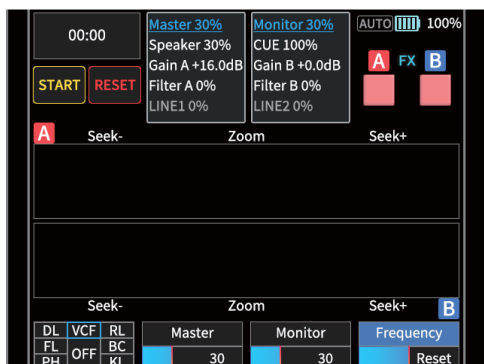 00:00
START RESET
Master 30%
Speaker 30%
Gain A +16.0dB
Filter A 0%
LINE1 0%
Monitor 30%
CUE 100%
Gain B +0.0dB
Filter B 0%
LINE2 0%
AUTO 100%
A FX B
A Seek- Zoom Seek+
Seek- Zoom Seek+ B
DL VCF RL
FL OFF BC
PH KL
Master
30
Monitor
30
Frequency
Reset